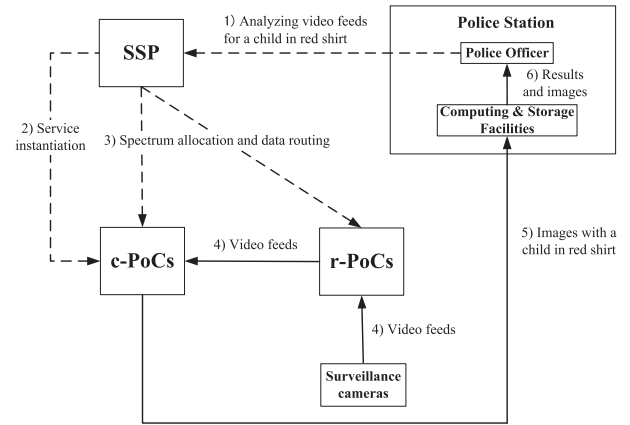 1) Analyzing video feeds
for a child in red shirt
Police Station
SSP
Police Officer
6) Results
and images
Computing & Storage
Facilities
2) Service
instantiation
3) Spectrum allocation and data routing
5) Images with a
child in red shirt
4) Video feeds
c-PoCs
r-PoCs
4) Video feeds
Surveillance
cameras